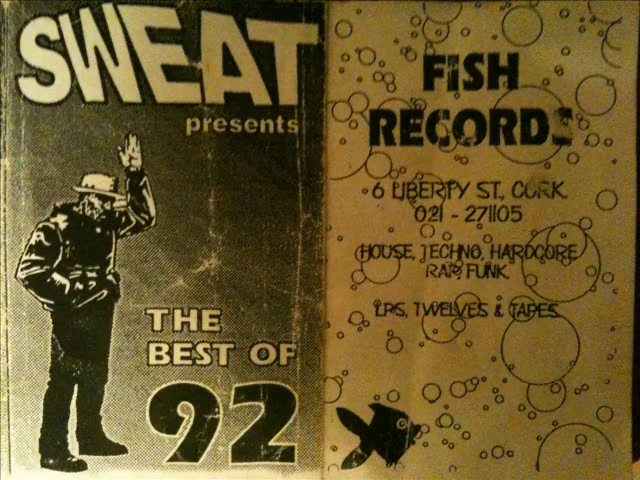 SWEAT
presents
THE
BEST OF
92
FISH
RECORDS
6 LIBERTY ST., CORK.
021 - 271105
HOUSE, TECHNO, HARDCORE
RAP, FUNK.
LPS, TWELVES & TAPES.